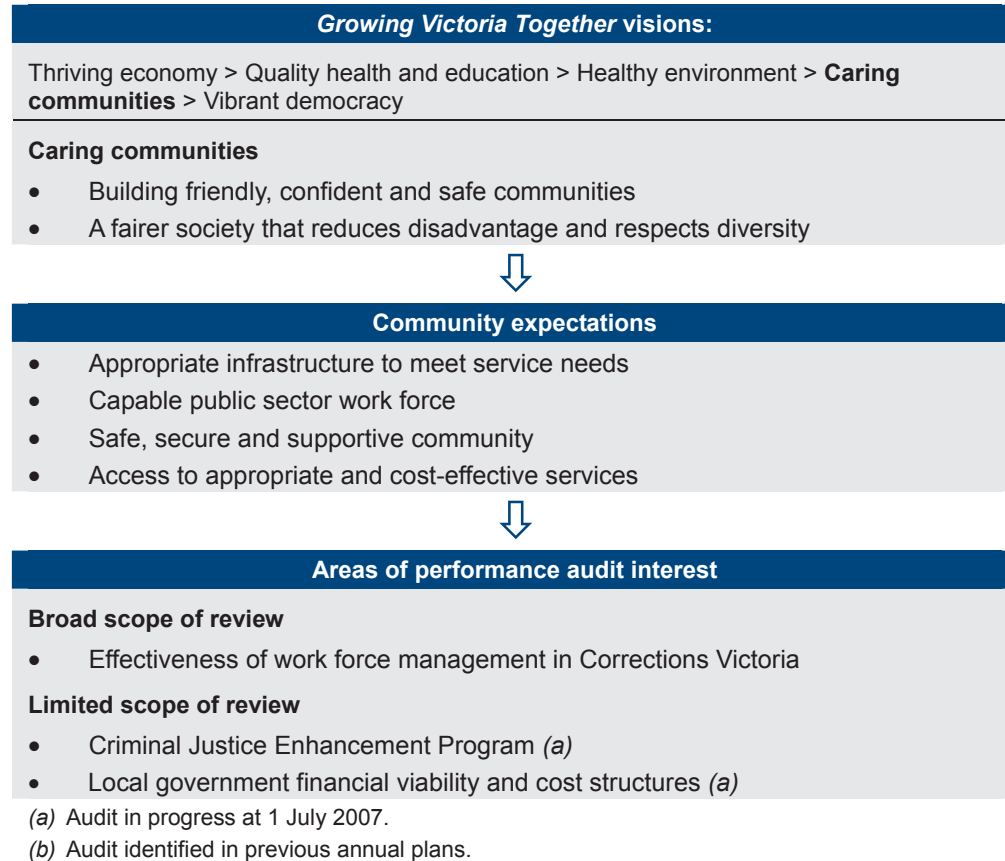 Growing Victoria Together visions:
Thriving economy > Quality health and education > Healthy environment > Caring
communities > Vibrant democracy
Caring communities
• Building friendly, confident and safe communities
• A fairer society that reduces disadvantage and respects diversity
Community expectations
• Appropriate infrastructure to meet service needs
• Capable public sector work force
• Safe, secure and supportive community
• Access to appropriate and cost-effective services
Areas of performance audit interest
Broad scope of review
• Effectiveness of work force management in Corrections Victoria
Limited scope of review
• Criminal Justice Enhancement Program (a)
• Local government financial viability and cost structures (a)
(a) Audit in progress at 1 July 2007.
(b) Audit identified in previous annual plans.